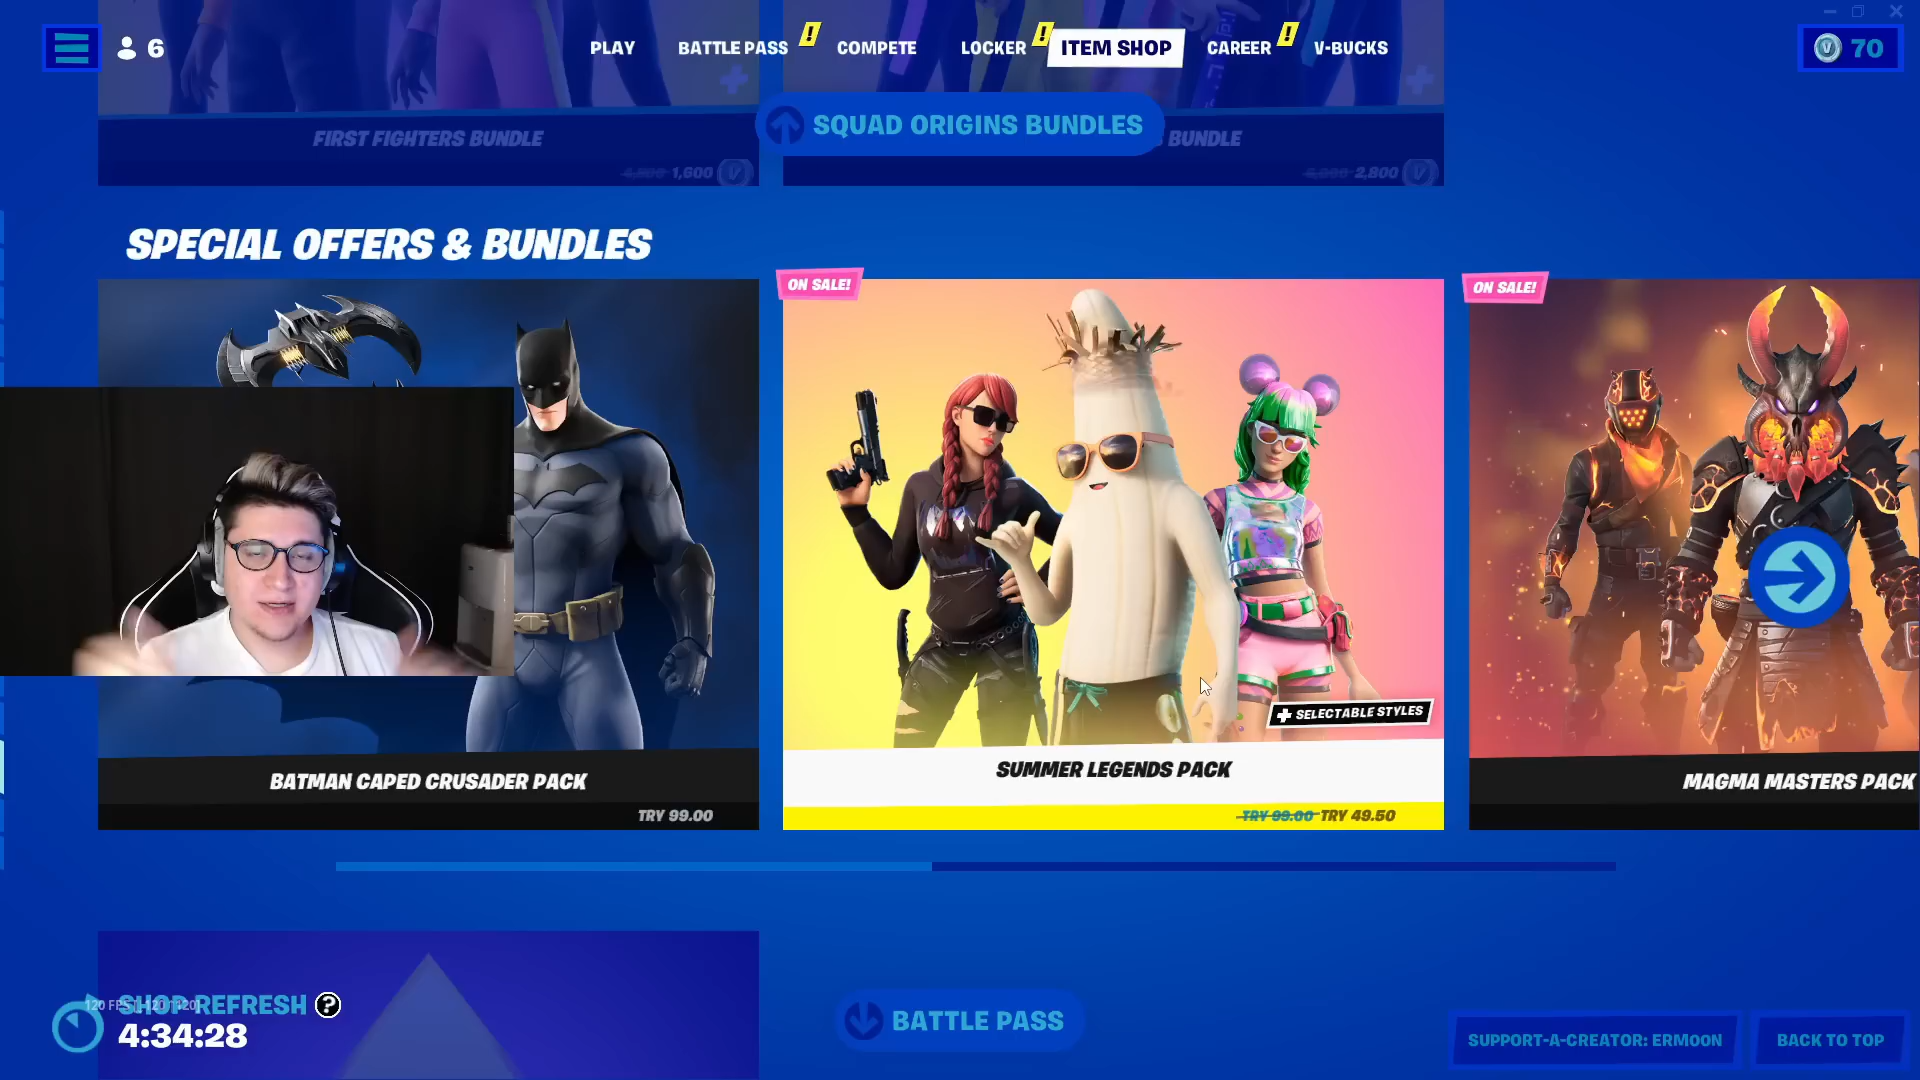 6
PLAY
BATTLE PASS
COMPETE
LOCKER
ITEM SHOP
CAREER
V-BUCKS
70
SQUAD ORIGINS BUNDLES
FIRST FIGHTERS BUNDLE
BUNDLE
1,600
2,800
SPECIAL OFFERS & BUNDLES
ON SALE!
ON SALE!
+ SELECTABLE STYLES
BATMAN CAPED CRUSADER PACK
TRY 99.00
SUMMER LEGENDS PACK
TRY 99.00 TRY 49.50
MAGMA MASTERS PACK
SHOP REFRESH ?
4:34:28
BATTLE PASS
SUPPORT-A-CREATOR: ERMOON
BACK TO TOP